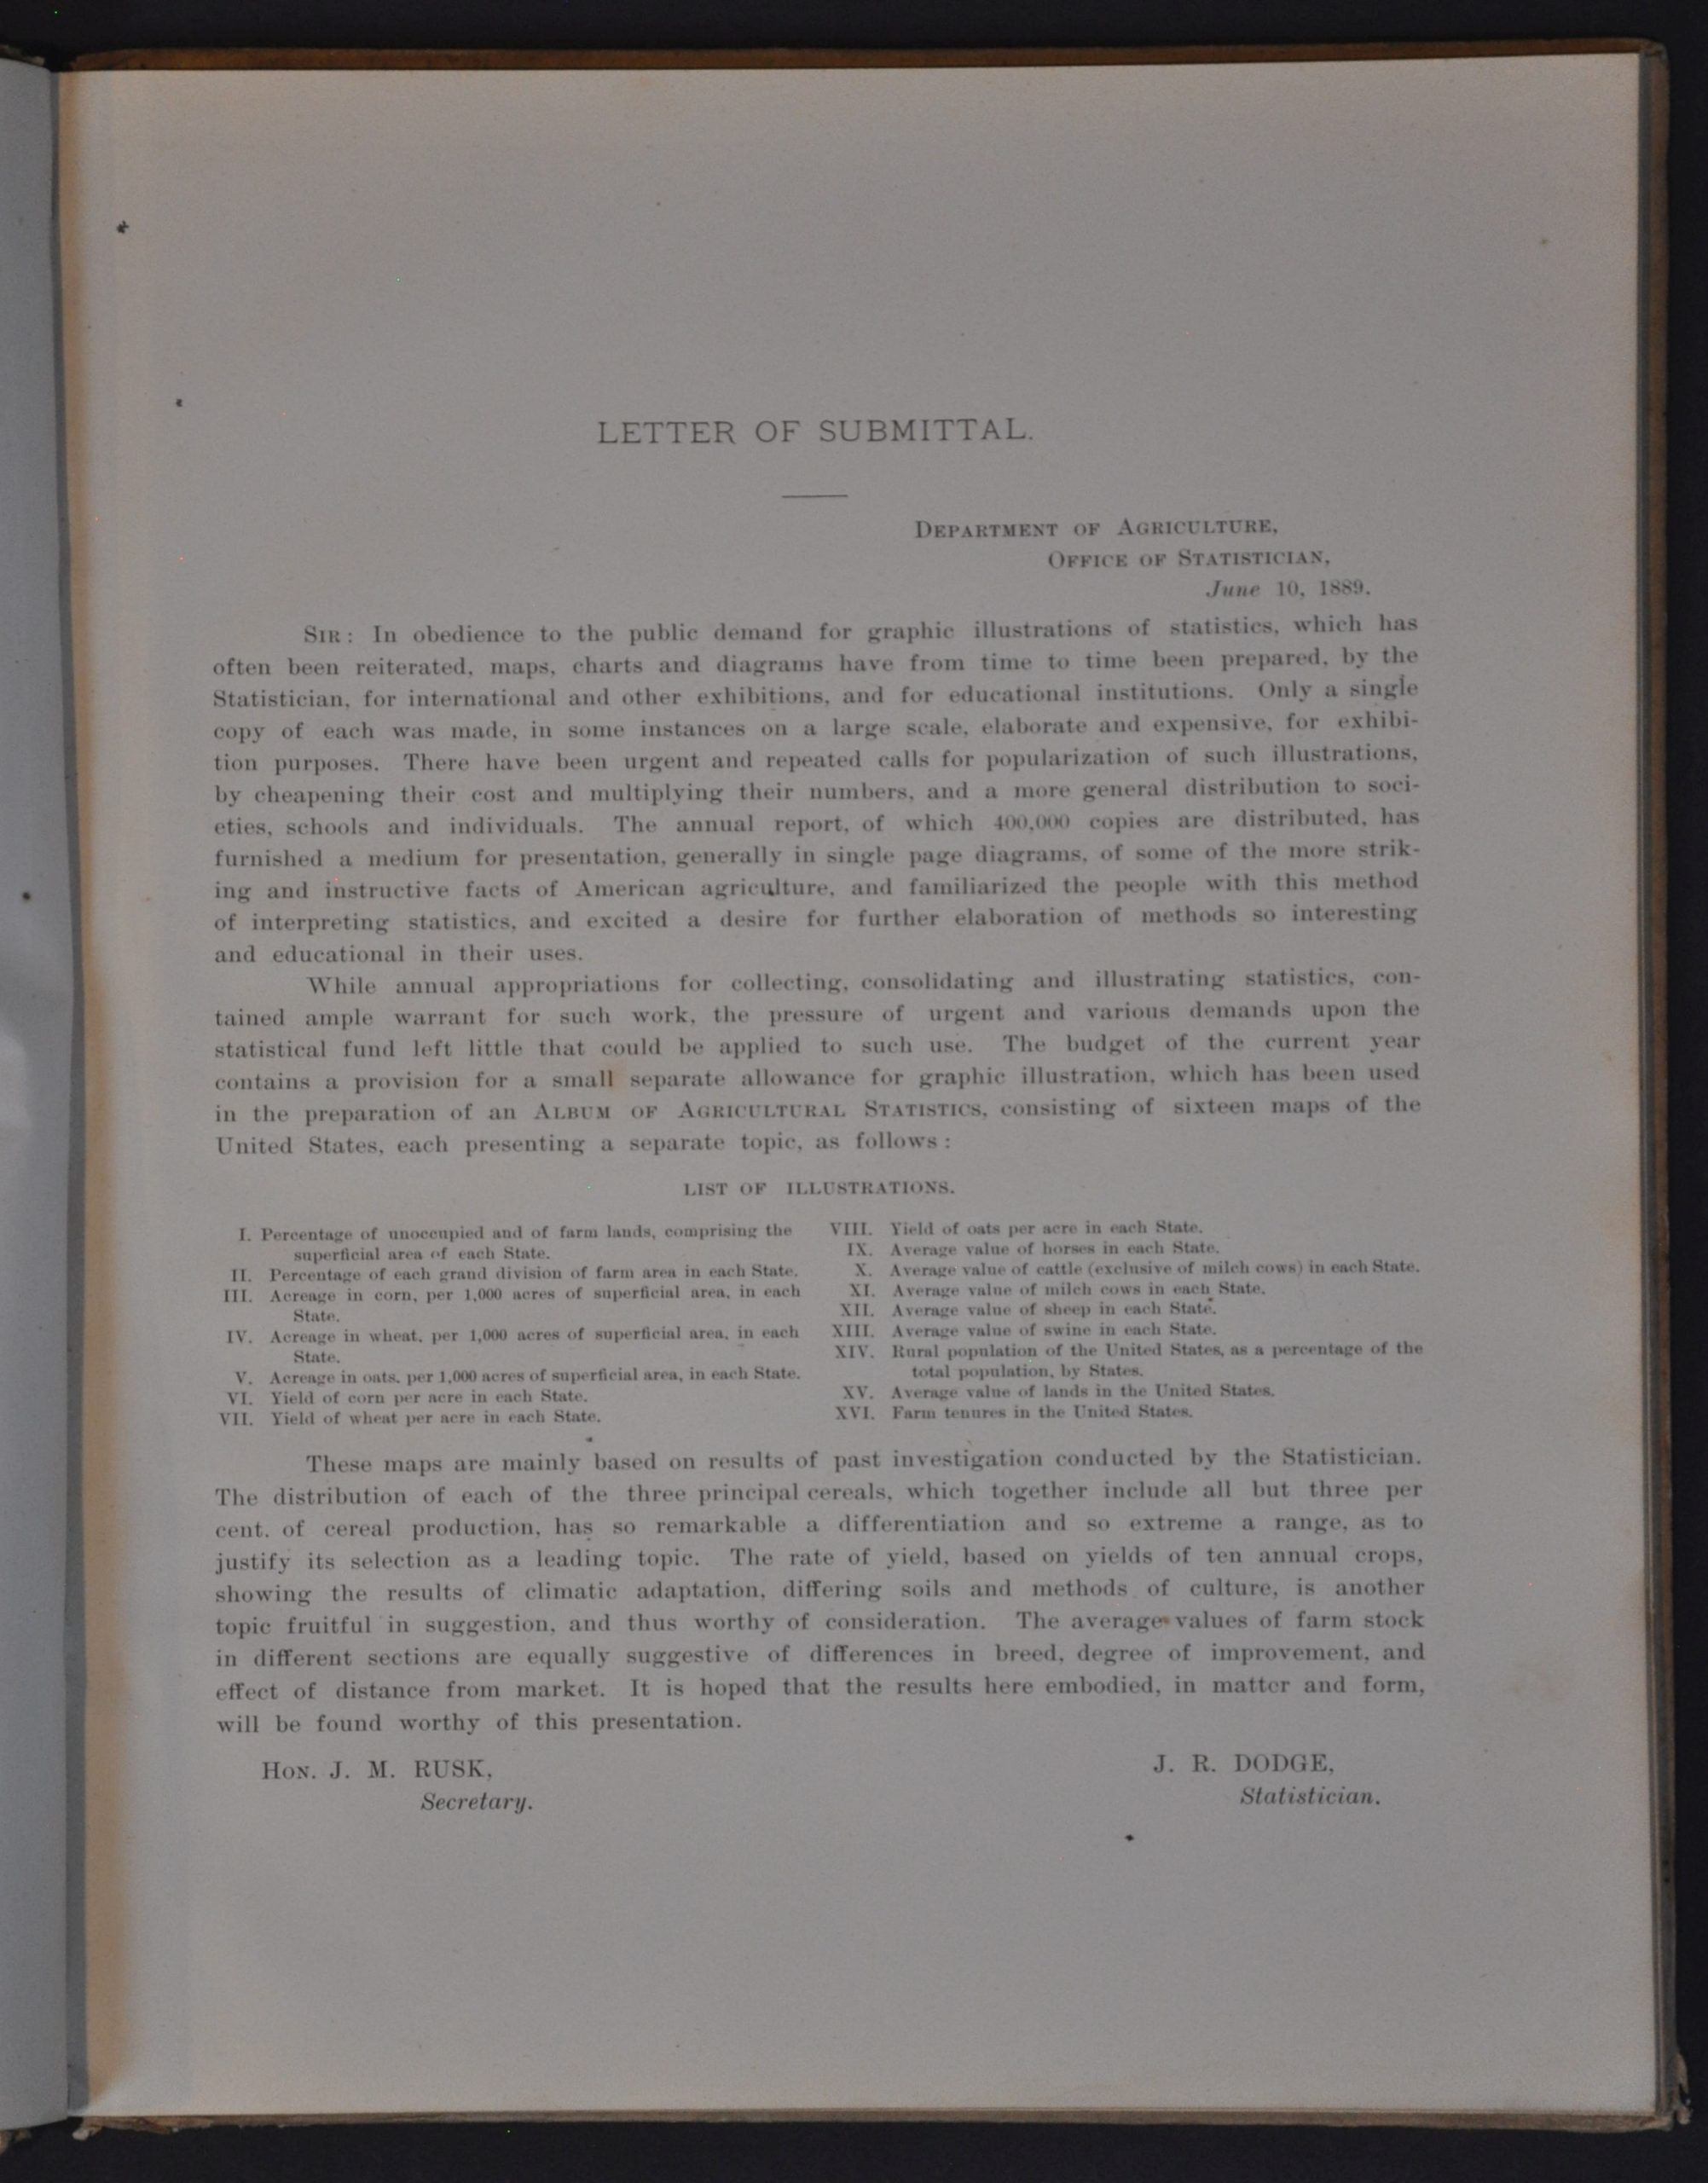 LETTER OF SUBMITTAL.
DEPARTMENT OF AGRICULTURE,
OFFICE OF STATISTICIAN,
June 10, 1889.
SIR: In obedience to the public demand for graphic illustrations of statistics, which has
often been reiterated, maps, charts and diagrams have from time to time been prepared, by the
Statistician, for international and other exhibitions, and for educational institutions. Only a single
copy of each was made, in some instances on a large scale, elaborate and expensive, for exhibi-
tion purposes. There have been urgent and repeated calls for popularization of such illustrations,
by cheapening their cost and multiplying their numbers, and a more general distribution to soci-
eties, schools and individuals. The annual report, of which 400,000 copies are distributed, has
furnished a medium for presentation, generally in single page diagrams, of some of the more strik-
ing and instructive facts of American agriculture, and familiarized the people with this method
of interpreting statistics, and excited a desire for further elaboration of methods so interesting
and educational in their uses.
While annual appropriations for collecting, consolidating and illustrating statistics, con-
tained ample warrant for such work, the pressure of urgent and various demands upon the
statistical fund left little that could be applied to such use. The budget of the current year
contains a provision for a small separate allowance for graphic illustration, which has been used
in the preparation of an ALBUM OF AGRICULTURAL STATISTICS, consisting of sixteen maps of the
United States, each presenting a separate topic, as follows:
LIST OF ILLUSTRATIONS.
I. Percentage of unoccupied and of farm lands, comprising the
superficial area of each State.
II. Percentage of each grand division of farm area in each State.
III. Acreage in corn, per 1,000 acres of superficial area, in each
State.
IV. Acreage in wheat, per 1,000 acres of superficial area, in each
State.
V. Acreage in oats, per 1,000 acres of superficial area, in each State.
VI. Yield of corn per acre in each State.
VII. Yield of wheat per acre in each State.
VIII. Yield of oats per acre in each State.
IX. Average value of horses in each State.
X. Average value of cattle (exclusive of milch cows) in each State.
XI. Average value of milch cows in each State.
XII. Average value of sheep in each State.
XIII. Average value of swine in each State.
XIV. Rural population of the United States, as a percentage of the
total population, by States.
XV. Average value of lands in the United States.
XVI. Farm tenures in the United States.
These maps are mainly based on results of past investigation conducted by the Statistician.
The distribution of each of the three principal cereals, which together include all but three per
cent. of cereal production, has so remarkable a differentiation and so extreme a range, as to
justify its selection as a leading topic. The rate of yield, based on yields of ten annual crops,
showing the results of climatic adaptation, differing soils and methods of culture, is another
topic fruitful in suggestion, and thus worthy of consideration. The average values of farm stock
in different sections are equally suggestive of differences in breed, degree of improvement, and
effect of distance from market. It is hoped that the results here embodied, in matter and form,
will be found worthy of this presentation.
HON. J. M. RUSK,
Secretary.
J. R. DODGE,
Statistician.